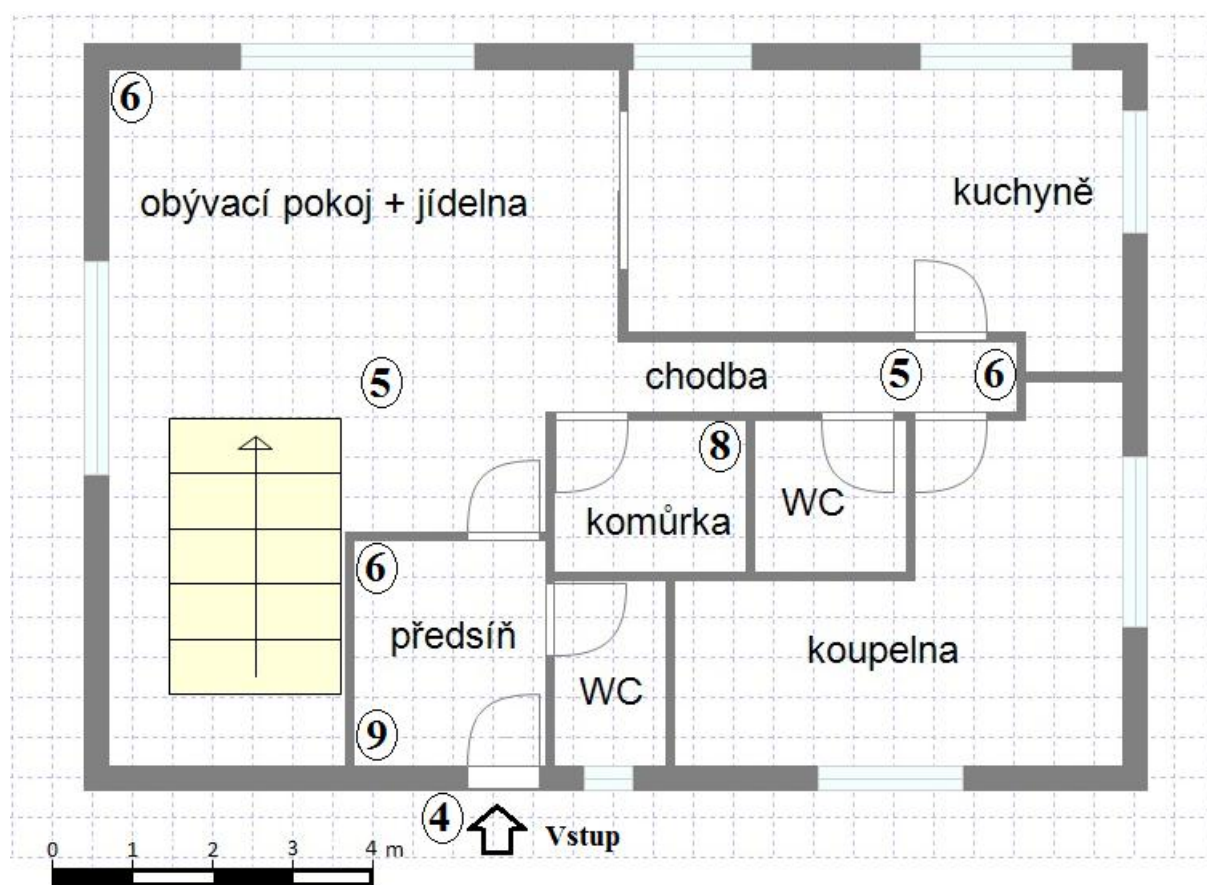 6
obývací pokoj + jídelna
kuchyně
5
chodba
5
6
8
komůrka
WC
6
předsíň
koupelna
WC
9
4
Vstup
0 1 2 3 4 m